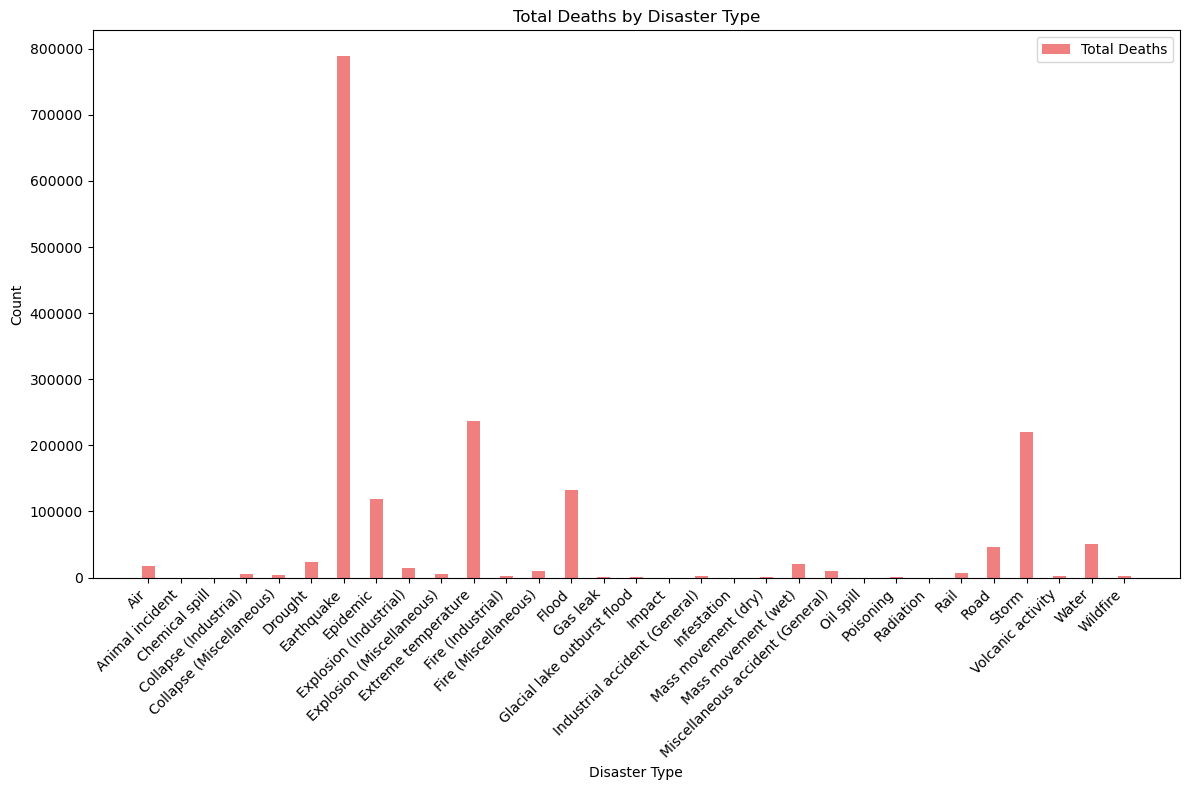 Total Deaths by Disaster Type
Total Deaths
800000
700000
600000
500000
400000
300000
200000
100000
0
Count
Air
Animal incident
Chemical spill
Collapse (Industrial)
Collapse (Miscellaneous)
Drought
Earthquake
Epidemic
Explosion (Industrial)
Explosion (Miscellaneous)
Extreme temperature
Fire (Industrial)
Fire (Miscellaneous)
Flood
Gas leak
Glacial lake outburst flood
Impact
Industrial accident (General)
Infestation
Mass movement (dry)
Mass movement (wet)
Miscellaneous accident (General)
Oil spill
Poisoning
Radiation
Rail
Road
Storm
Volcanic activity
Water
Wildfire
Disaster Type